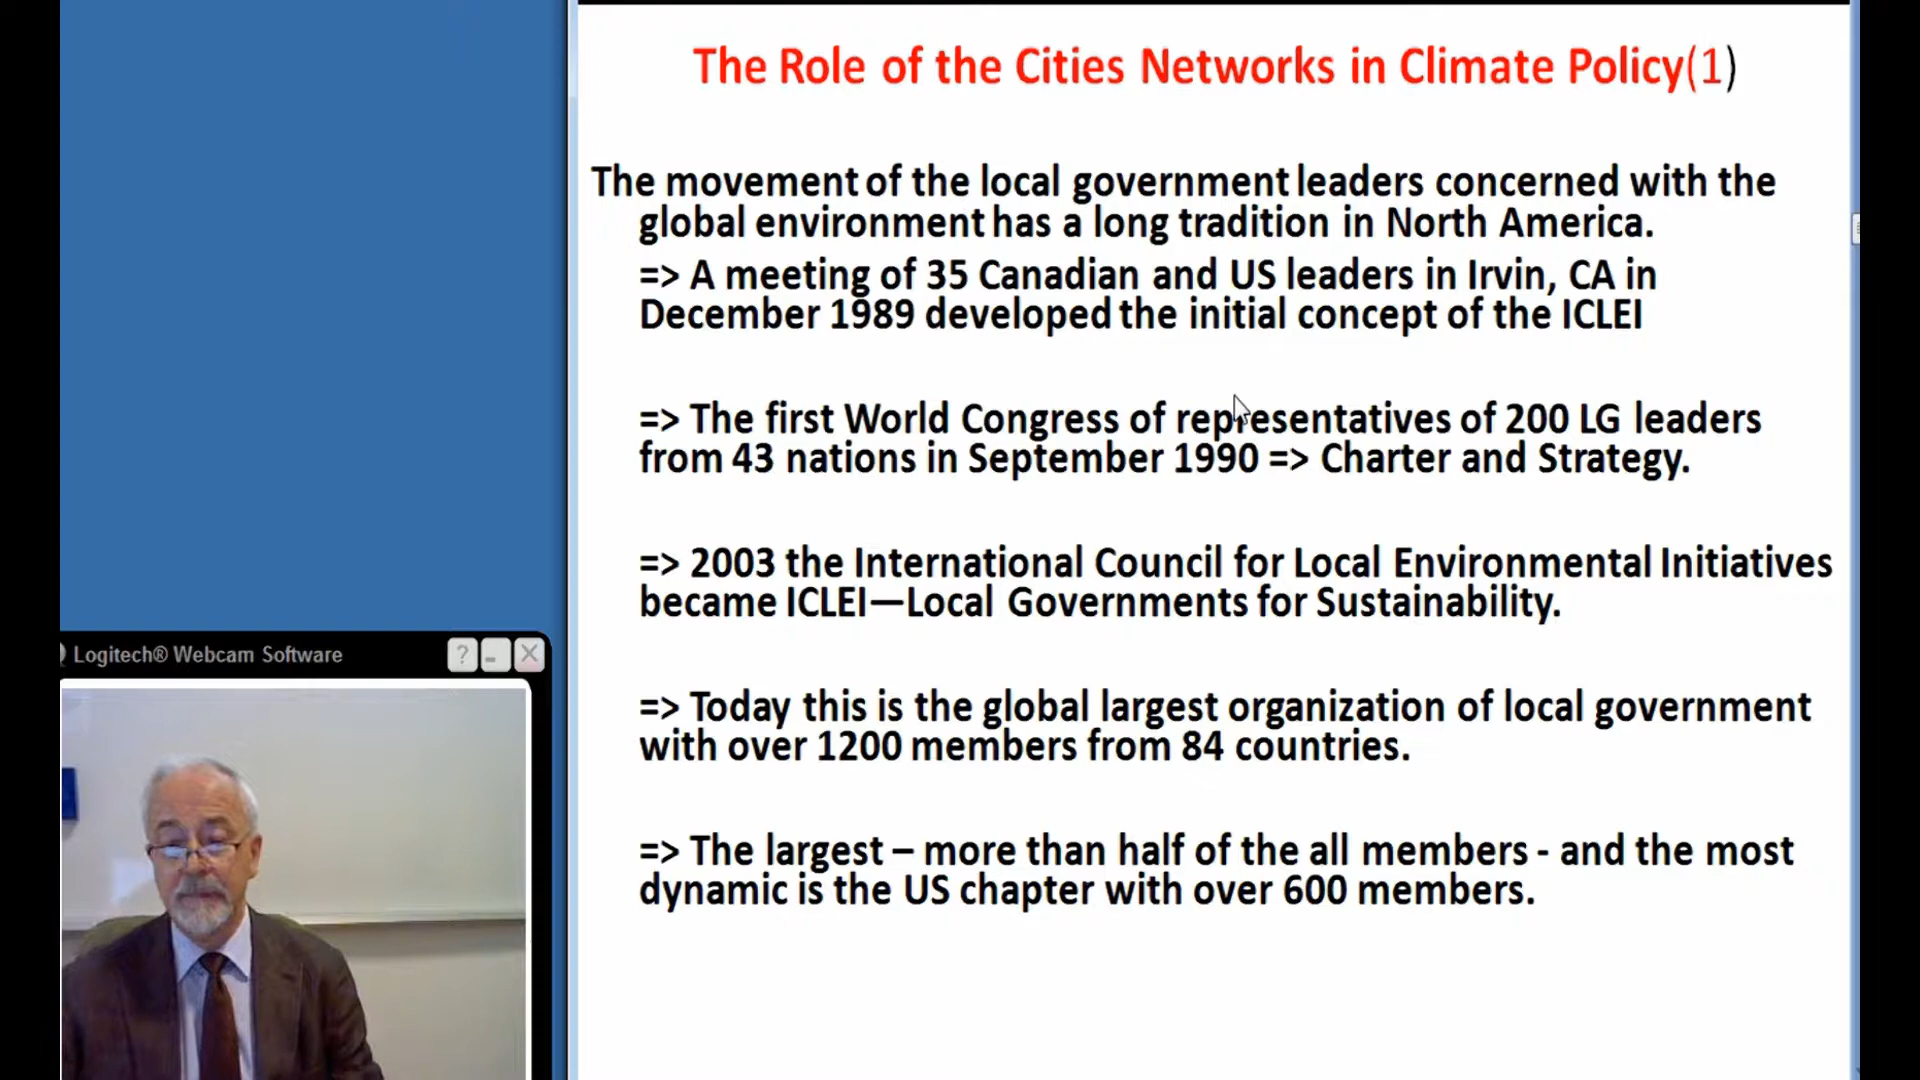 The Role of the Cities Networks in Climate Policy(1)
The movement of the local government leaders concerned with the
global environment has a long tradition in North America.
=> A meeting of 35 Canadian and US leaders in Irvin, CA in
December 1989 developed the initial concept of the ICLEI
=> The first World Congress of representatives of 200 LG leaders
from 43 nations in September 1990 => Charter and Strategy.
=> 2003 the International Council for Local Environmental Initiatives
became ICLEI—Local Governments for Sustainability.
=> Today this is the global largest organization of local government
with over 1200 members from 84 countries.
=> The largest – more than half of the all members - and the most
dynamic is the US chapter with over 600 members.
Logitech® Webcam Software